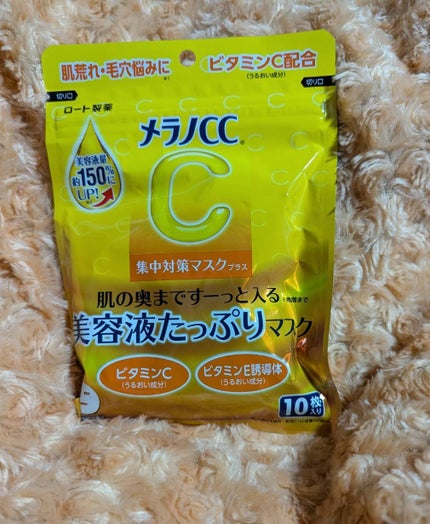 肌荒れ・毛穴悩みに
ビタミンC配合
(うるおい成分)
切り口
切り口
ロート製薬
メラノCC
美容液量
約150%に
UP!
C
集中対策マスクプラス
肌の奥まですーっと入る
*角層まで
美容液たっぷりマスク
ビタミンC
(うるおい成分)
ビタミンE誘導体
(うるおい成分)
10枚入り